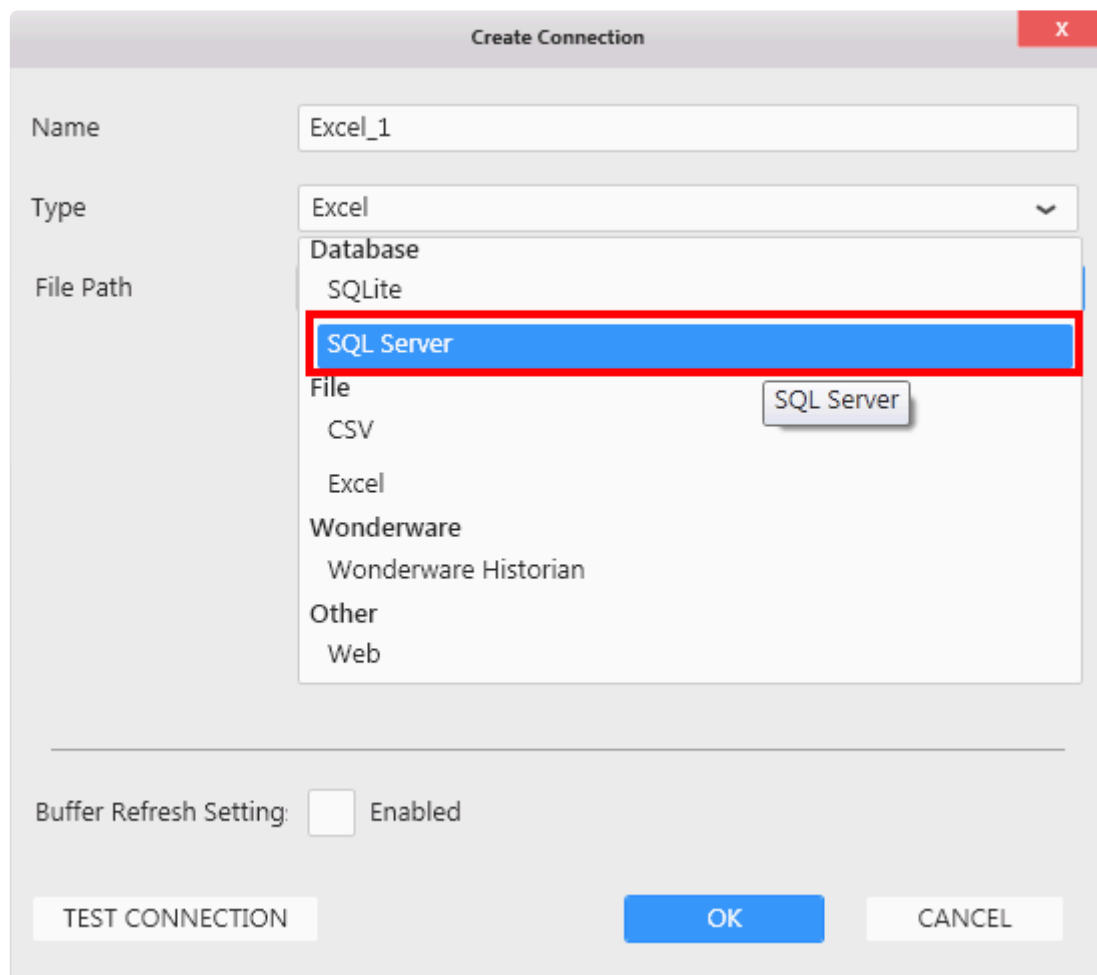 Create Connection
X
Name
Excel_1
Type
Excel
Database
File Path
SQLite
SQL Server
File
SQL Server
CSV
Excel
Wonderware
Wonderware Historian
Other
Web
Buffer Refresh Setting:
Enabled
TEST CONNECTION
OK
CANCEL